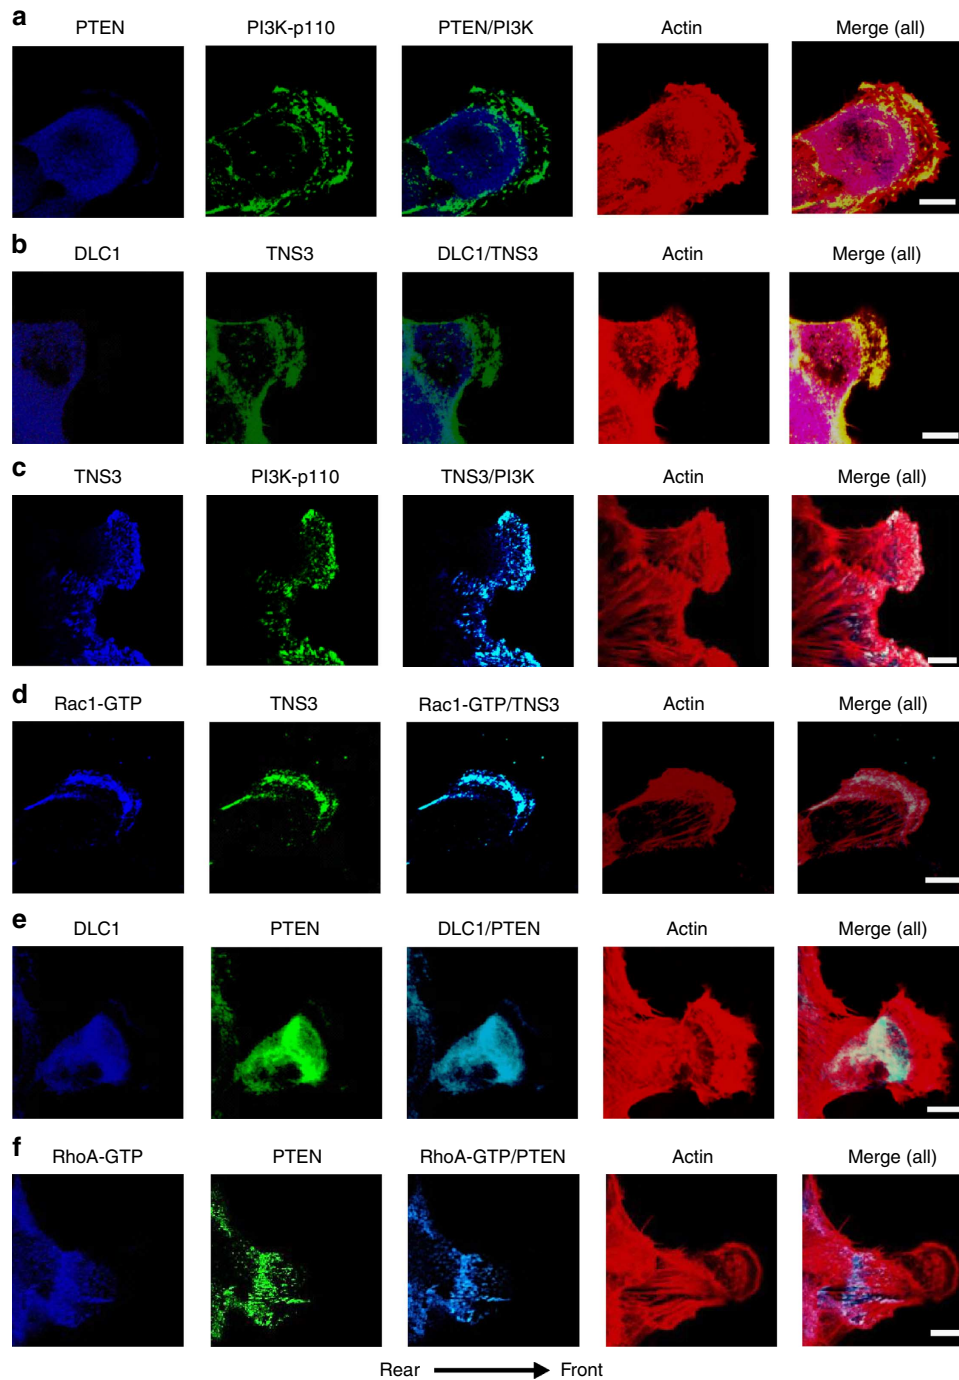 a
PTEN PI3K-p110 PTEN/PI3K Actin Merge (all)
b
DLC1 TNS3 DLC1/TNS3 Actin Merge (all)
c
TNS3 PI3K-p110 TNS3/PI3K Actin Merge (all)
d
Rac1-GTP TNS3 Rac1-GTP/TNS3 Actin Merge (all)
e
DLC1 PTEN DLC1/PTEN Actin Merge (all)
f
RhoA-GTP PTEN RhoA-GTP/PTEN Actin Merge (all)
Rear Front